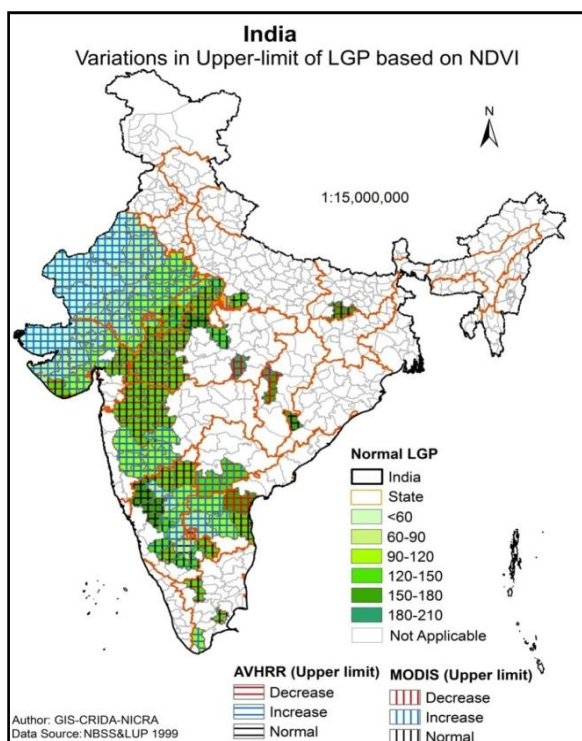 India
Variations in Upper-limit of LGP based on NDVI
N
1:15,000,000
Normal LGP
India
State
<60
60-90
90-120
120-150
150-180
180-210
Not Applicable
AVHRR (Upper limit)
Decrease
Increase
Normal
MODIS (Upper limit)
Decrease
Increase
Normal
Author: GIS-CRIDA-NICRA
Data Source: NBSS&LUP 1999